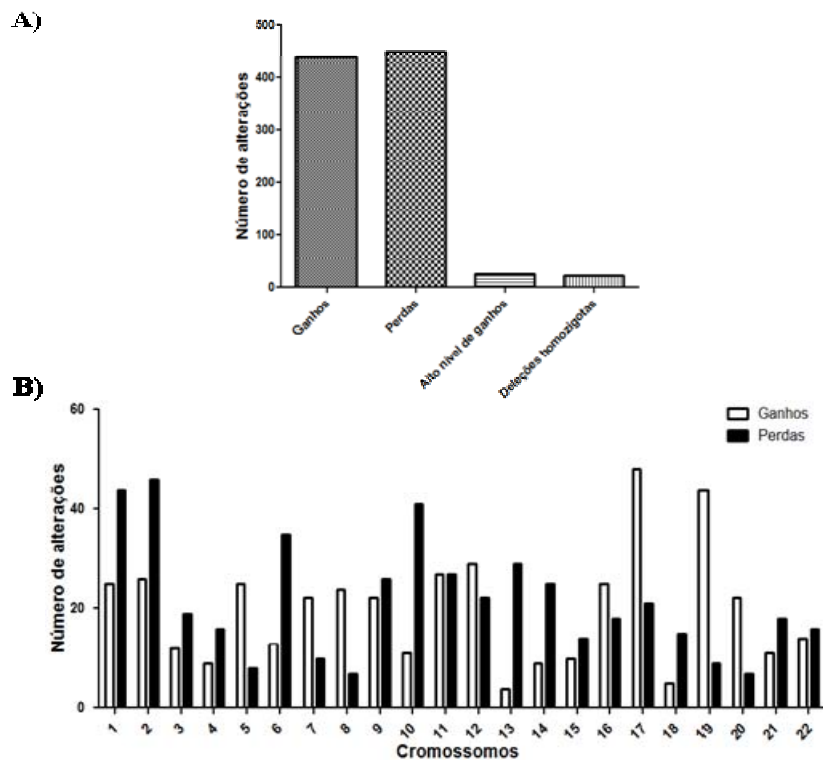 A)
Número de alterações
500
400
300
200
100
0
Ganhos
Perdas
Alto nível de ganhos
Deleções homozigotas
B)
Número de alterações
60
40
20
0
Ganhos
Perdas
1 2 3 4 5 6 7 8 9 10 11 12 13 14 15 16 17 18 19 20 21 22
Cromossomos